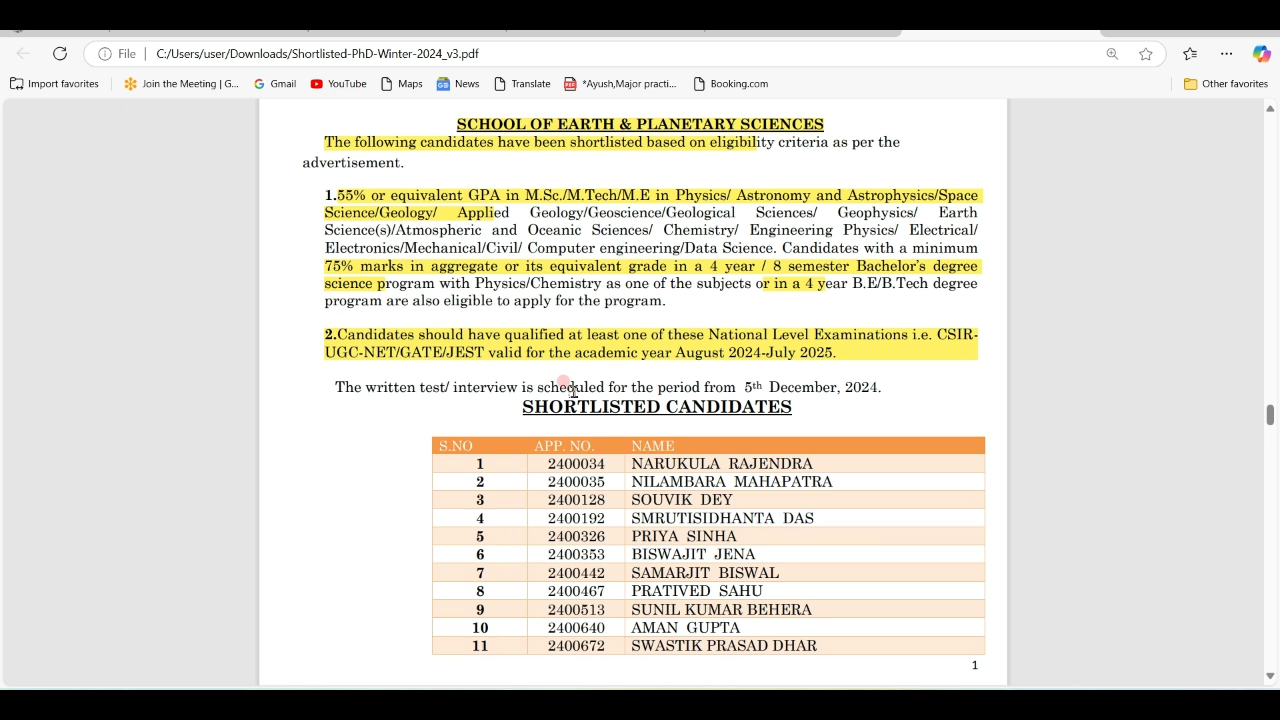 File
C:/Users/user/Downloads/Shortlisted-PhD-Winter-2024_v3.pdf
Import favorites
Join the Meeting | G...
Gmail
YouTube
Maps
News
Translate
*Ayush,Major practi...
Booking.com
Other favorites
SCHOOL OF EARTH & PLANETARY SCIENCES
The following candidates have been shortlisted based on eligibility criteria as per the
advertisement.
1.55% or equivalent GPA in M.Sc./M.Tech/M.E in Physics/ Astronomy and Astrophysics/Space
Science/Geology/ Applied Geology/Geoscience/Geological Sciences/ Geophysics/ Earth
Science(s)/Atmospheric and Oceanic Sciences/ Chemistry/ Engineering Physics/ Electrical/
Electronics/Mechanical/Civil/ Computer engineering/Data Science. Candidates with a minimum
75% marks in aggregate or its equivalent grade in a 4 year / 8 semester Bachelor's degree
science program with Physics/Chemistry as one of the subjects or in a 4 year B.E/B.Tech degree
program are also eligible to apply for the program.
2.Candidates should have qualified at least one of these National Level Examinations i.e. CSIR-
UGC-NET/GATE/JEST valid for the academic year August 2024-July 2025.
The written test/ interview is scheduled for the period from 5th December, 2024.
SHORTLISTED CANDIDATES
S.NO APP. NO. NAME
1 2400034 NARUKULA RAJENDRA
2 2400035 NILAMBARA MAHAPATRA
3 2400128 SOUVIK DEY
4 2400192 SMRUTISIDHANTA DAS
5 2400326 PRIYA SINHA
6 2400353 BISWAJIT JENA
7 2400442 SAMARJIT BISWAL
8 2400467 PRATIVED SAHU
9 2400513 SUNIL KUMAR BEHERA
10 2400640 AMAN GUPTA
11 2400672 SWASTIK PRASAD DHAR
1